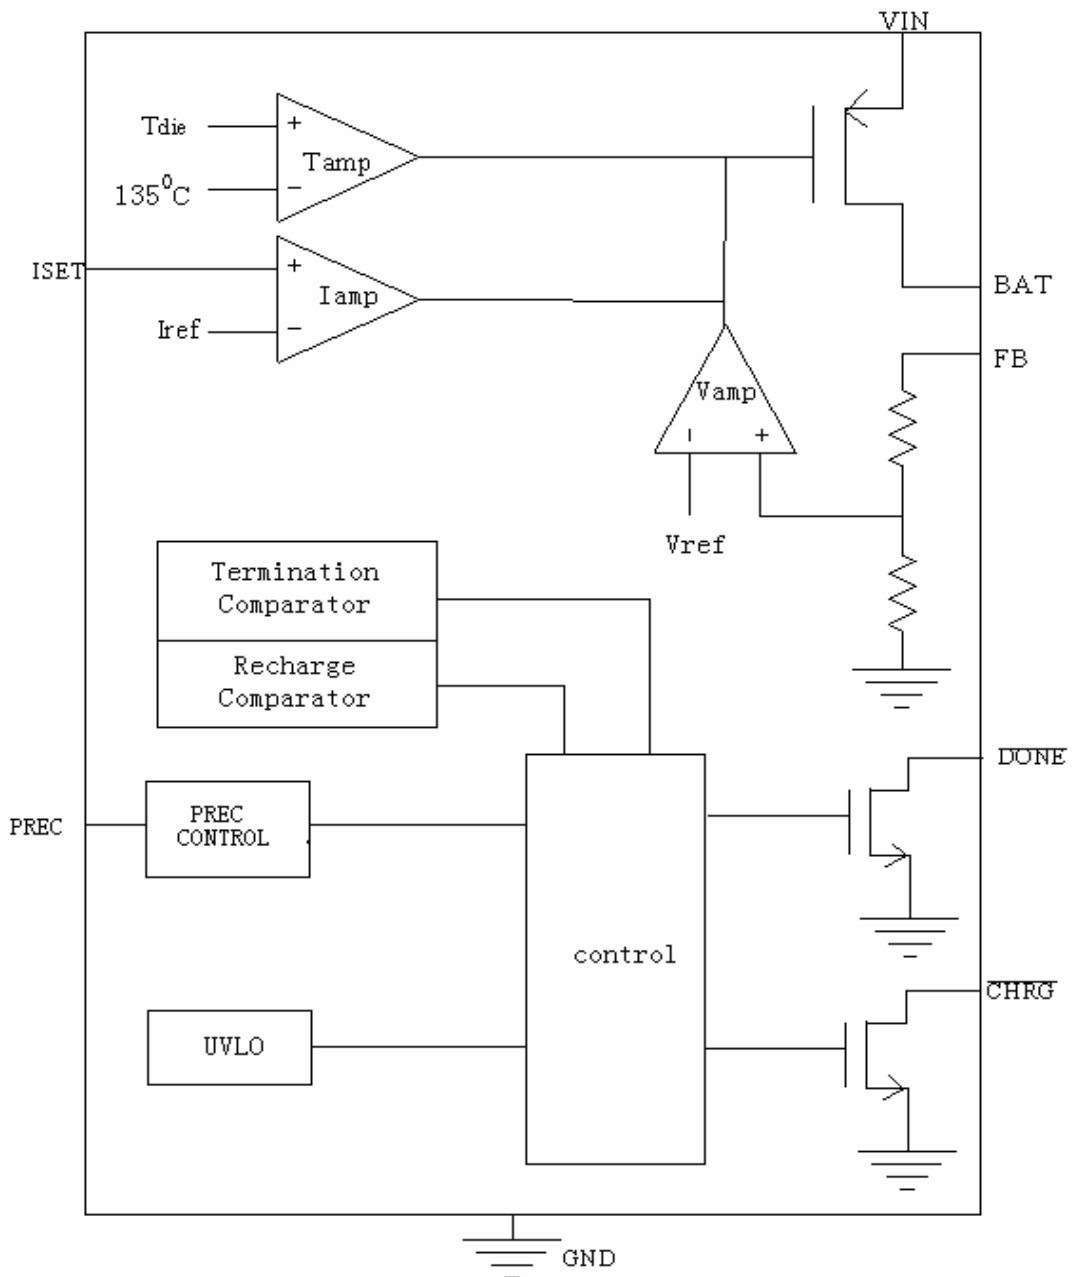 VIN
Tdie
+
Tamp
135⁰C
−
ISET
+
Iamp
BAT
Iref
−
FB
Vamp
− +
Vref
Termination
Comparator
Recharge
Comparator
DONE
PREC
PREC
CONTROL
control
CHRG
UVLO
GND